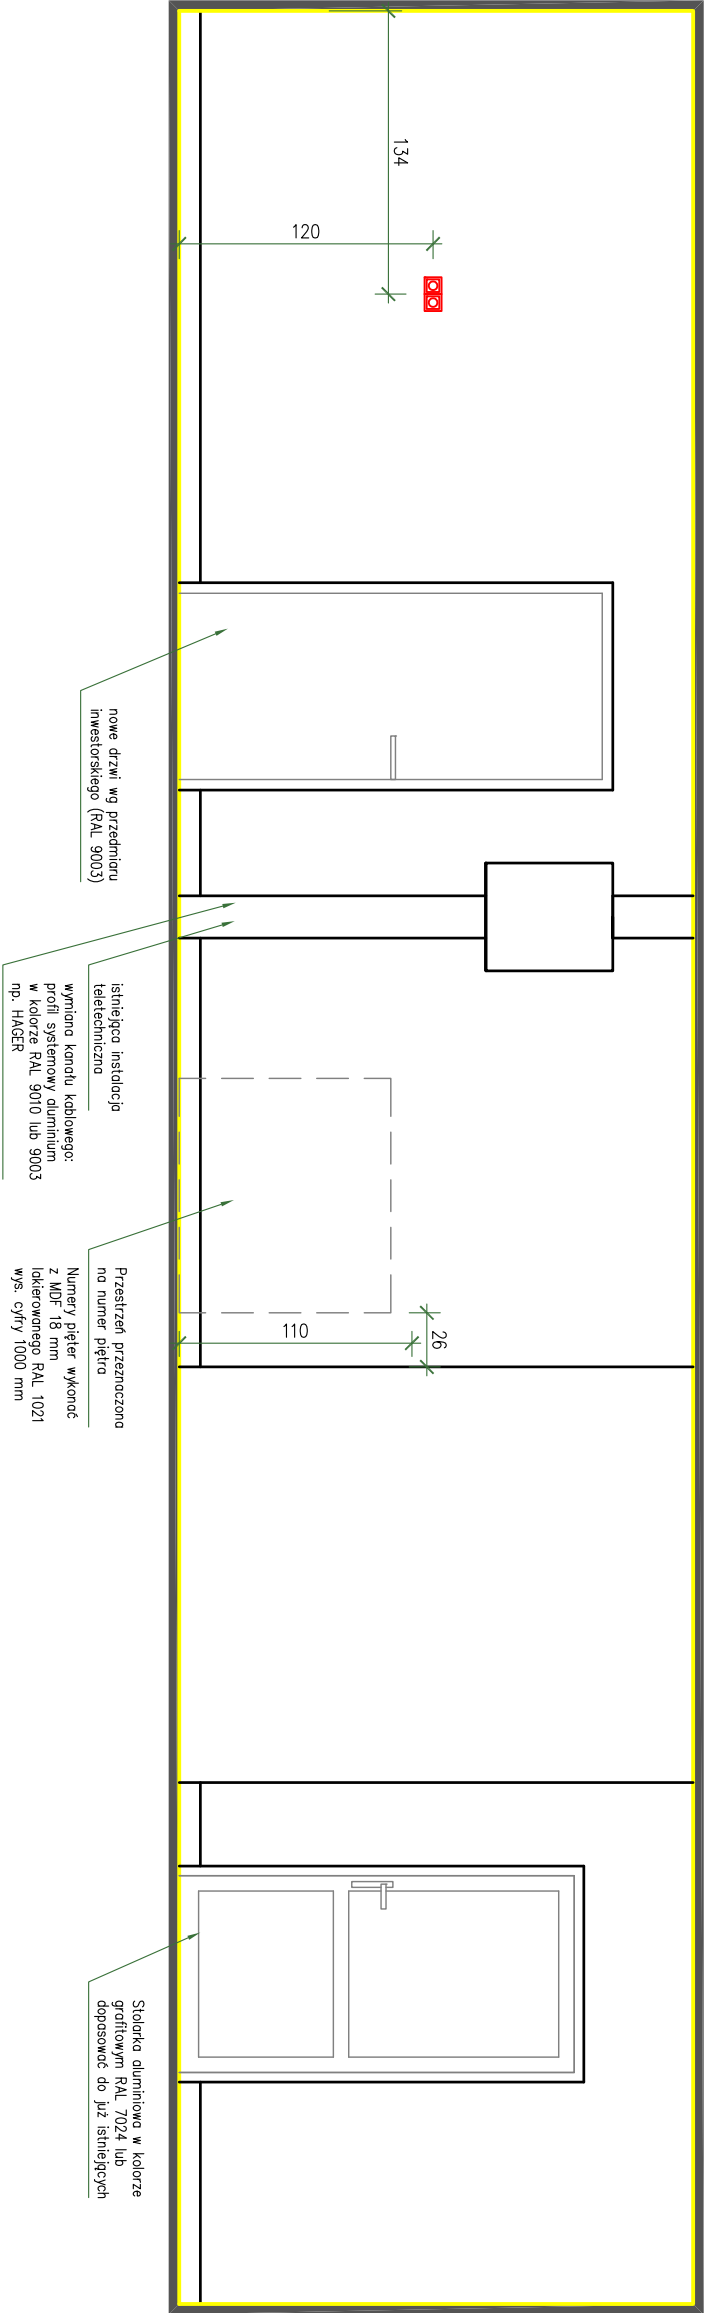 134
120
nowe drzwi wg przedmiaru
inwestorskiego (RAL 9003)
istniejąca instalacja
teletechniczna
wymiana kanału kablowego:
profil systemowy aluminium
w kolorze RAL 9010 lub 9003
np. HAGER
110
26
Przestrzeń przeznaczona
na numer piętra
Numery pięter wykonać
z MDF 18 mm
lakierowanego RAL 1021
wys. cyfry 1000 mm
Stolarka aluminiowa w kolorze
grafitowym RAL 7024 lub
dopasować do już istniejących